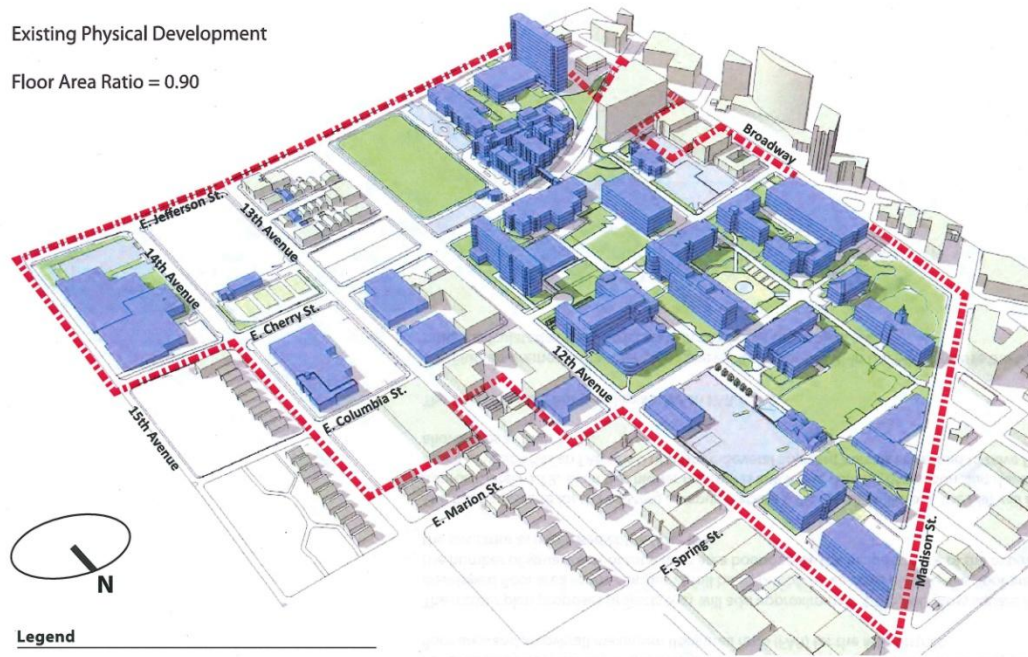 Existing Physical Development
Floor Area Ratio = 0.90
Broadway
E. Jefferson St.
13th Avenue
14th Avenue
E. Cherry St.
12th Avenue
15th Avenue
E. Columbia St.
E. Marion St.
E. Spring St.
Madison St.
N
Legend